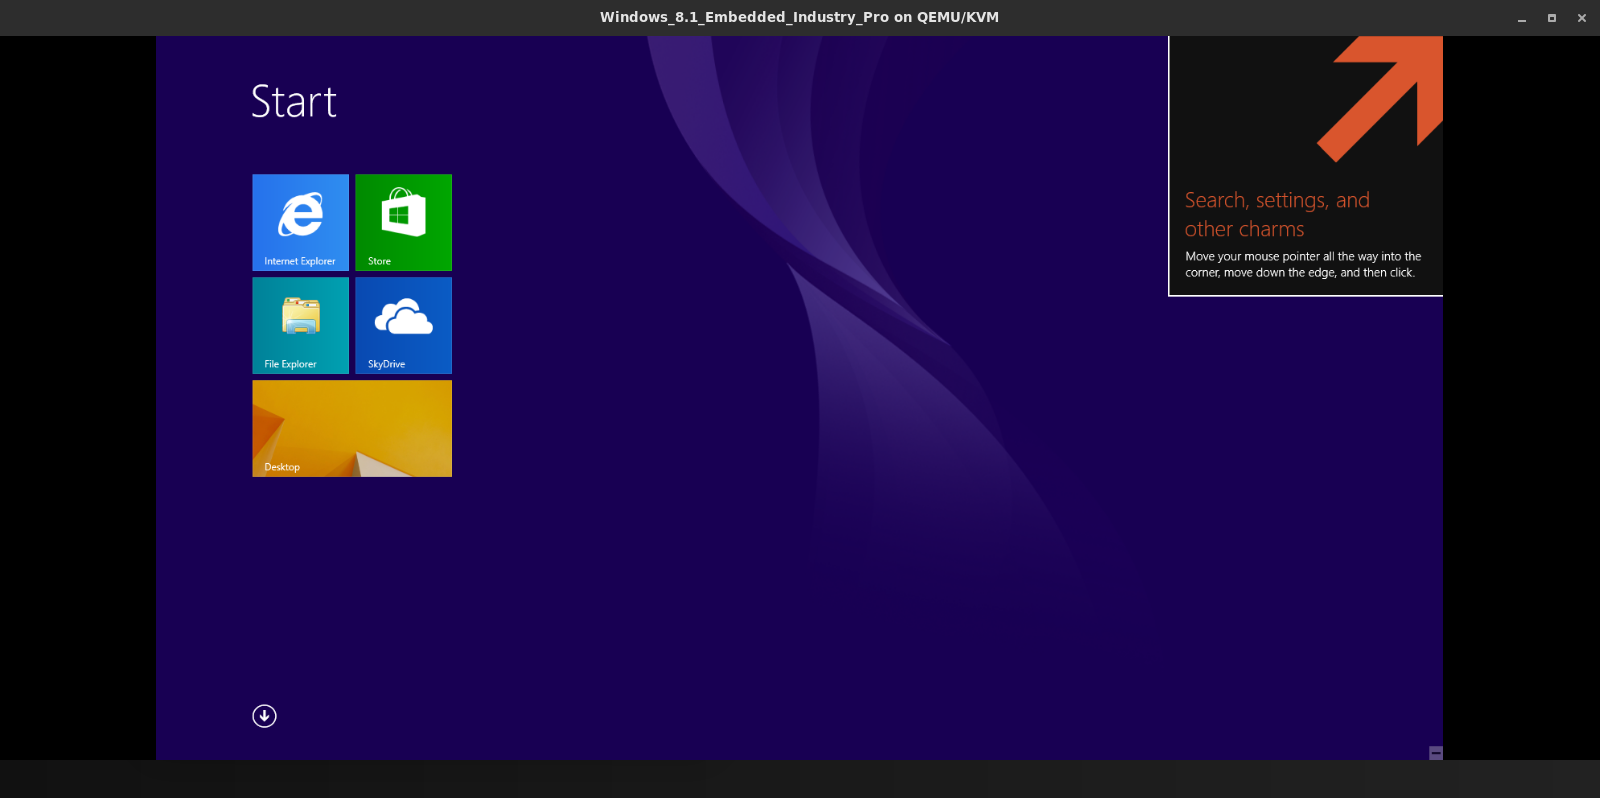 Windows_8.1_Embedded_Industry_Pro on QEMU/KVM
Start
Search, settings, and
other charms
Move your mouse pointer all the way into the
corner, move down the edge, and then click.
Internet Explorer
Store
File Explorer
SkyDrive
Desktop